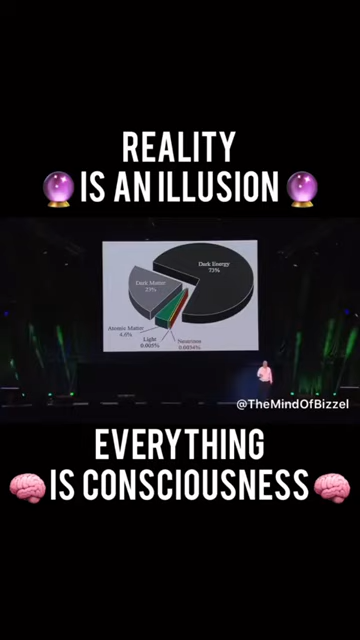 REALITY
IS AN ILLUSION
Dark Energy
73%
Dark Matter
23%
Atomic Matter
4.6%
Light
0.005%
Neutrinos
0.0034%
@TheMindOfBizzel
EVERYTHING
IS CONSCIOUSNESS